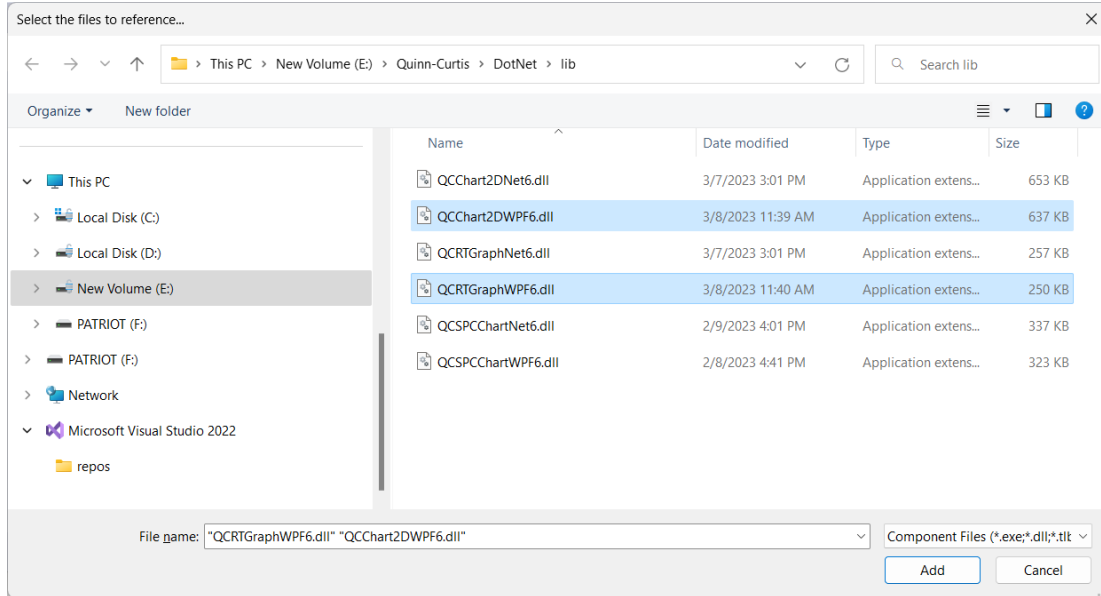 Select the files to reference...
This PC > New Volume (E:) > Quinn-Curtis > DotNet > lib
Search lib
Organize
New folder
Name Date modified Type Size
This PC
Local Disk (C:)
Local Disk (D:)
New Volume (E:)
PATRIOT (F:)
PATRIOT (F:)
Network
Microsoft Visual Studio 2022
repos
QCChart2DNet6.dll 3/7/2023 3:01 PM Application extens... 653 KB
QCChart2DWPF6.dll 3/8/2023 11:39 AM Application extens... 637 KB
QCRTGraphNet6.dll 3/7/2023 3:01 PM Application extens... 257 KB
QCRTGraphWPF6.dll 3/8/2023 11:40 AM Application extens... 250 KB
QCSPCChartNet6.dll 2/9/2023 4:01 PM Application extens... 337 KB
QCSPCChartWPF6.dll 2/8/2023 4:41 PM Application extens... 323 KB
File name: "QCRTGraphWPF6.dll" "QCChart2DWPF6.dll"
Component Files (*.exe;*.dll;*.tlb
Add
Cancel